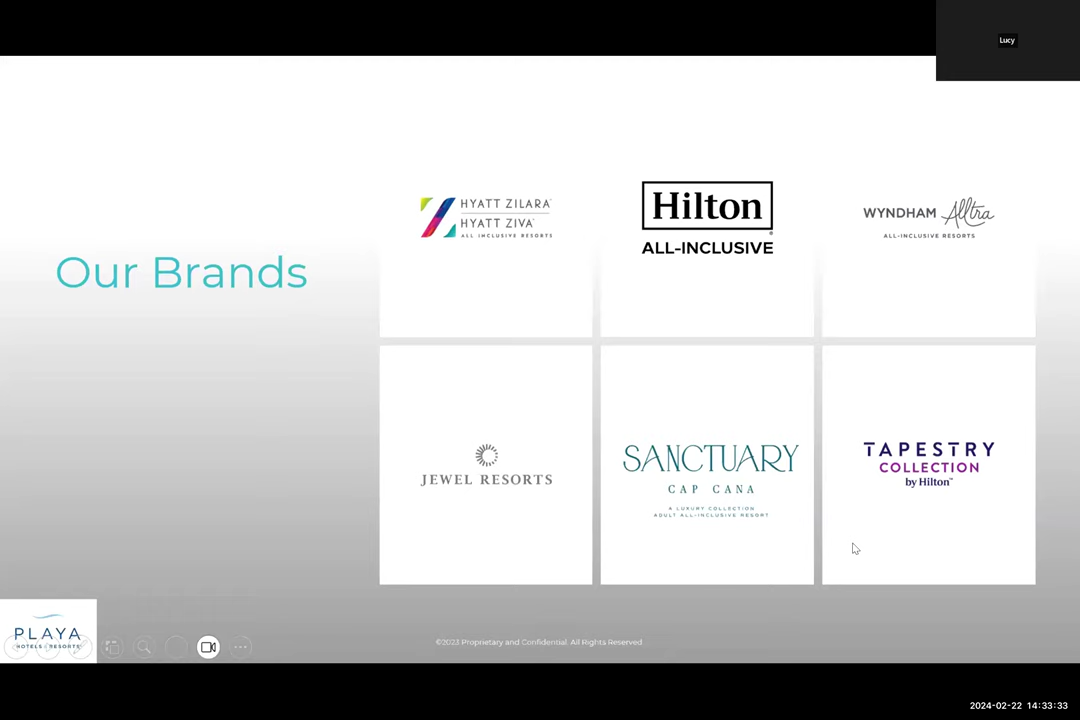 Lucy
Our Brands
HYATT ZILARA
HYATT ZIVA
ALL INCLUSIVE RESORTS
Hilton
ALL-INCLUSIVE
WYNDHAM Alltra
ALL-INCLUSIVE RESORTS
JEWEL RESORTS
SANCTUARY
CAP CANA
A LUXURY COLLECTION
ADULT ALL-INCLUSIVE RESORT
TAPESTRY
COLLECTION
by Hilton™
PLAYA
HOTELS & RESORTS
©2023 Proprietary and Confidential. All Rights Reserved.
2024-02-22 14:33:33